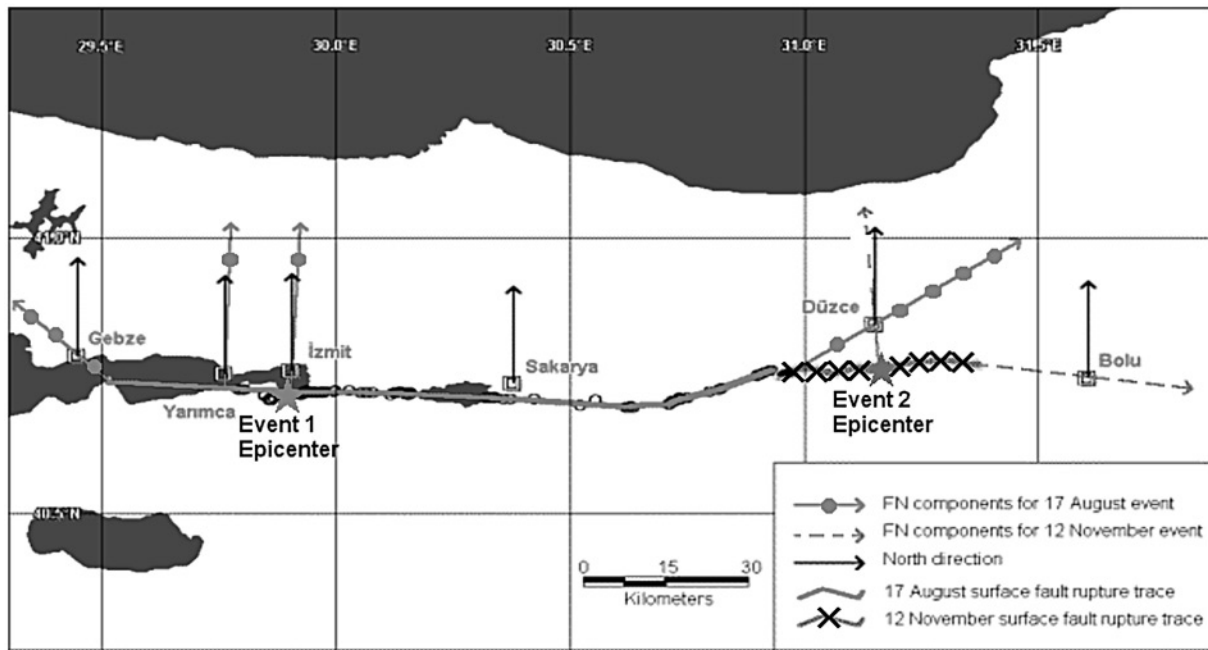 29.5°E
30.0°E
30.5°E
31.0°E
31.5°E
41.0°N
Düzce
Gebze
İzmit
Sakarya
Bolu
Yarımca
Event 1
Epicenter
Event 2
Epicenter
40.5°N
0 15 30
Kilometers
FN components for 17 August event
FN components for 12 November event
North direction
17 August surface fault rupture trace
12 November surface fault rupture trace